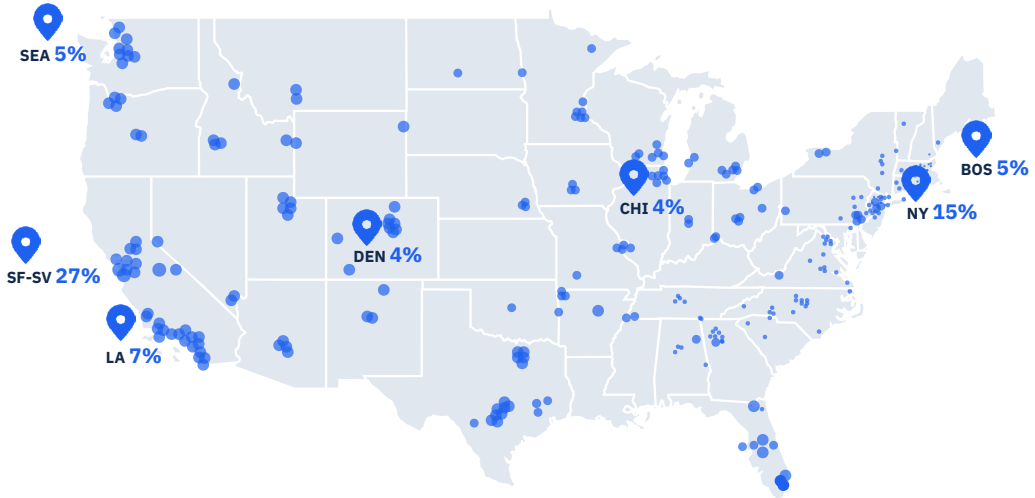 SEA 5%
BOS 5%
CHI 4%
NY 15%
DEN 4%
SF-SV 27%
LA 7%